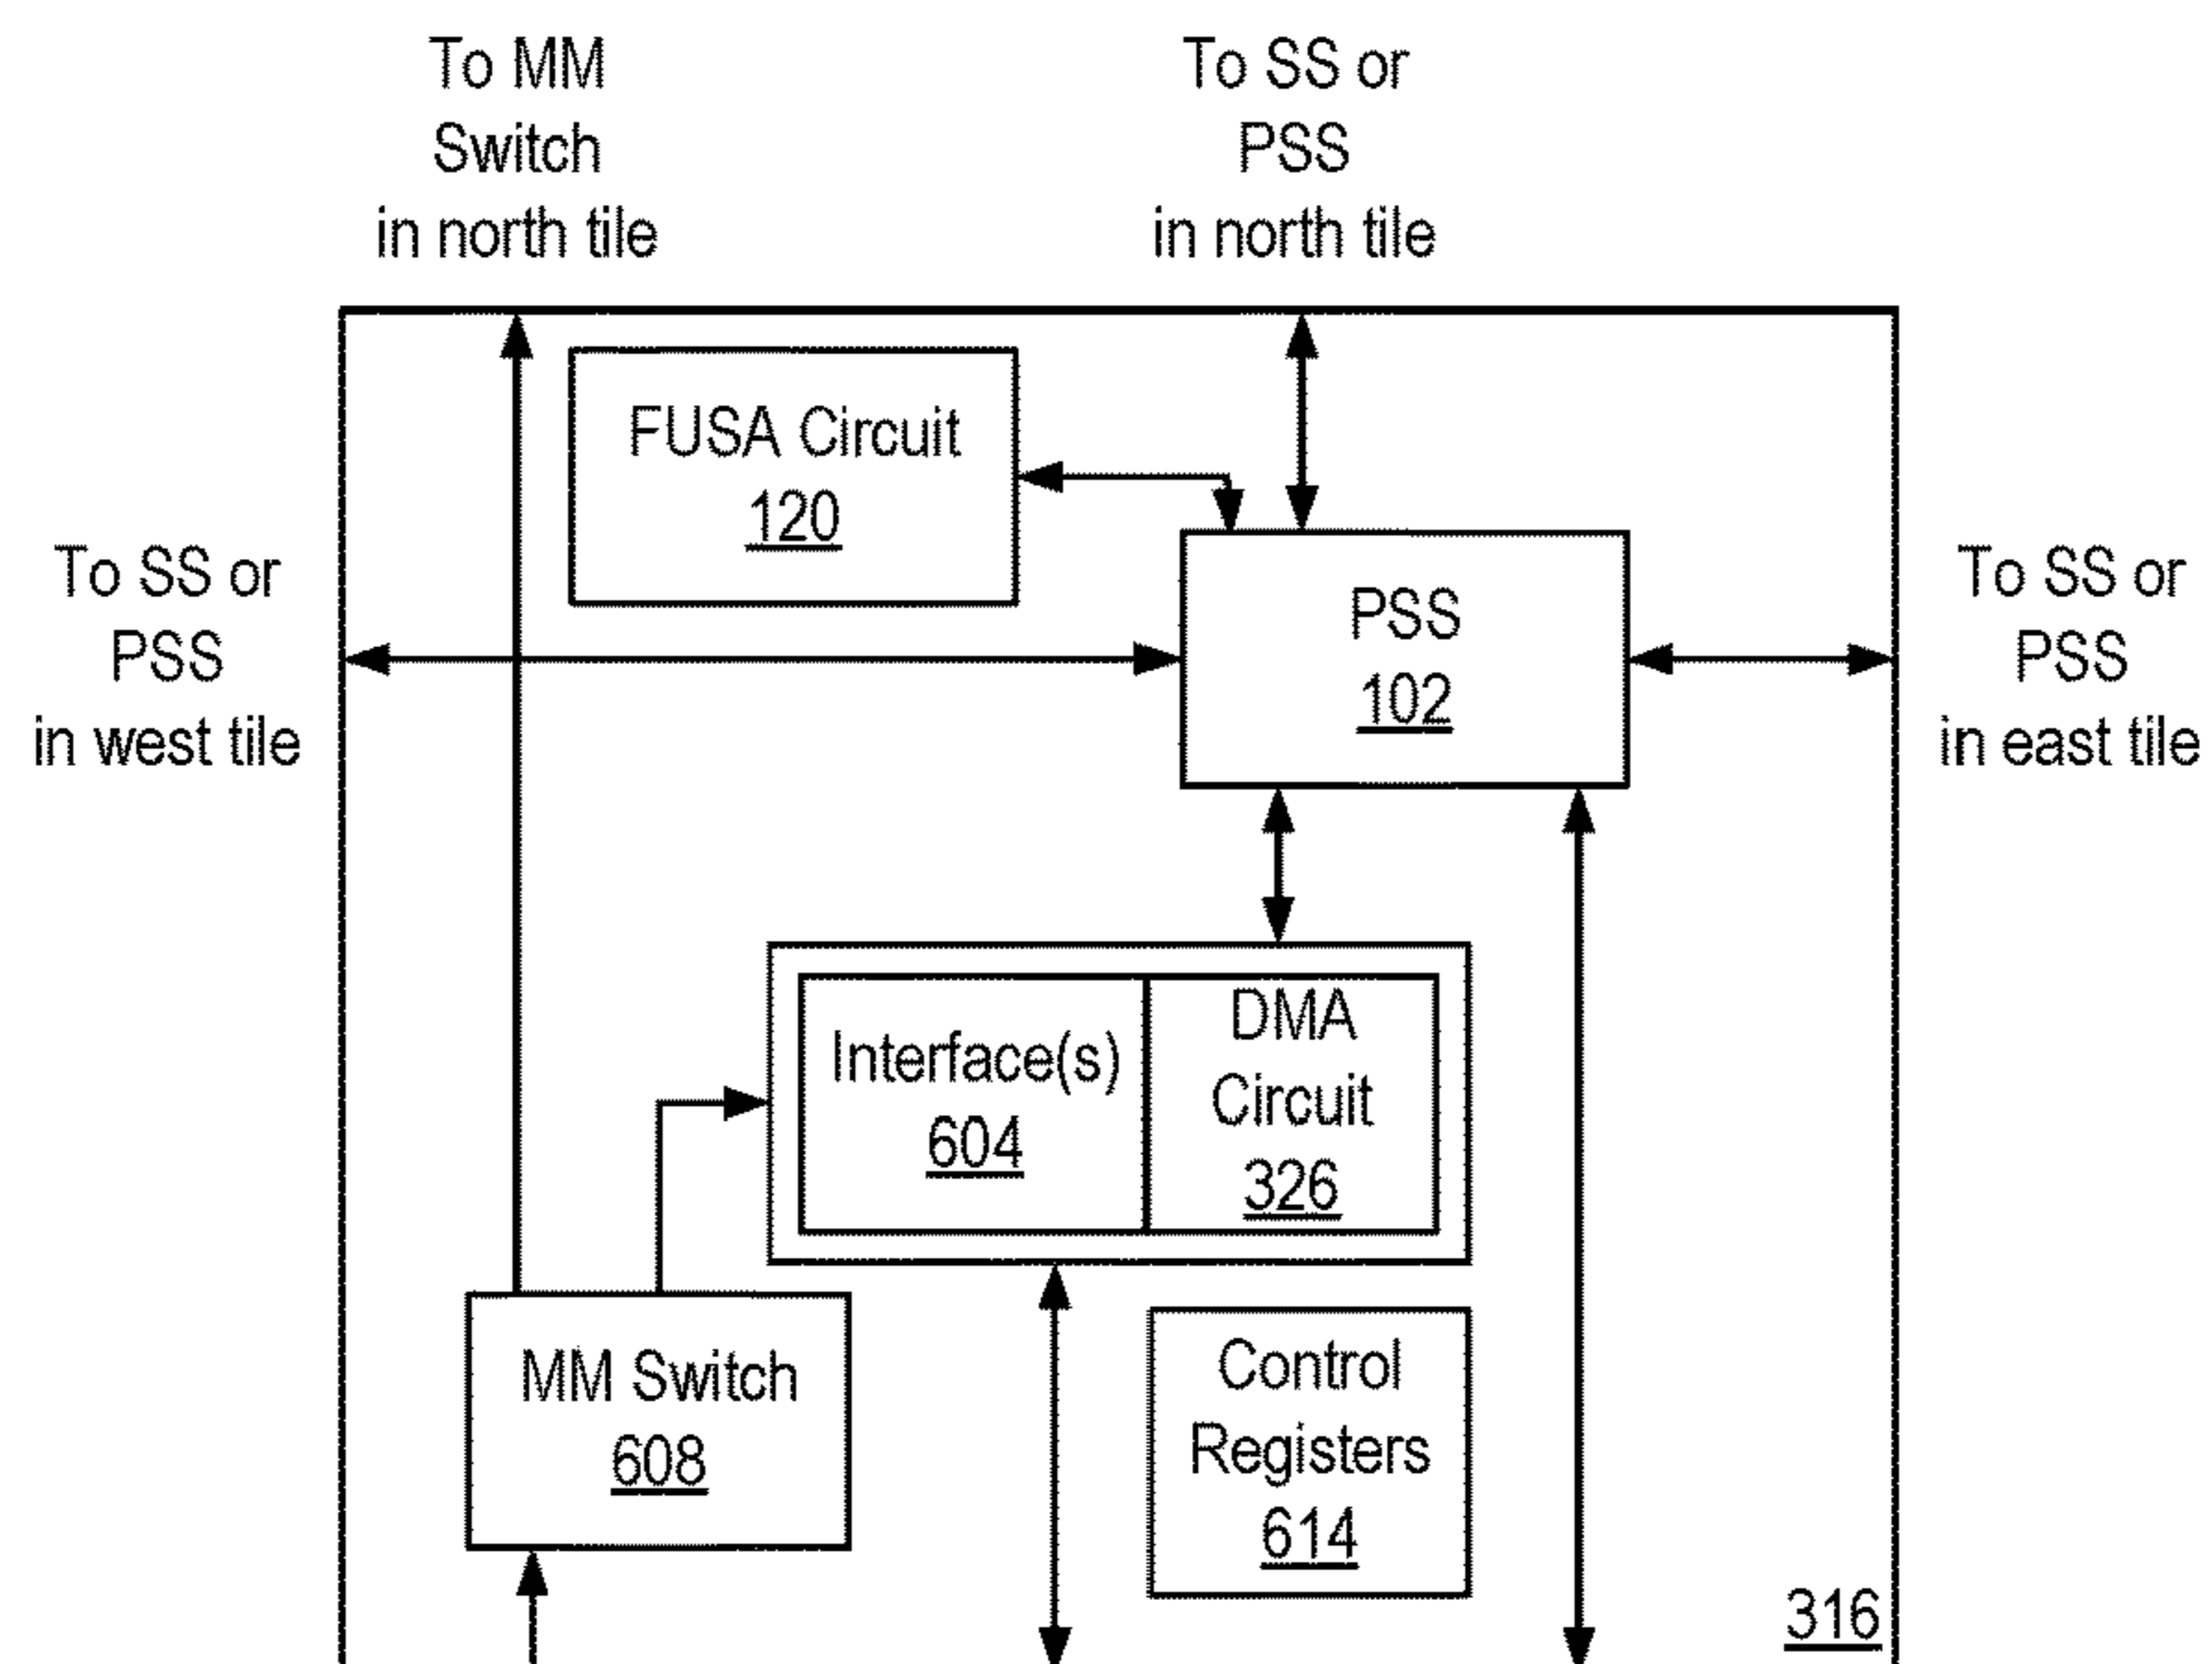 To MM
Switch
in north tile
To SS or
PSS
in north tile
FUSA Circuit
120
To SS or
PSS
in west tile
PSS
102
To SS or
PSS
in east tile
Interface(s)
604
DMA
Circuit
326
MM Switch
608
Control
Registers
614
316